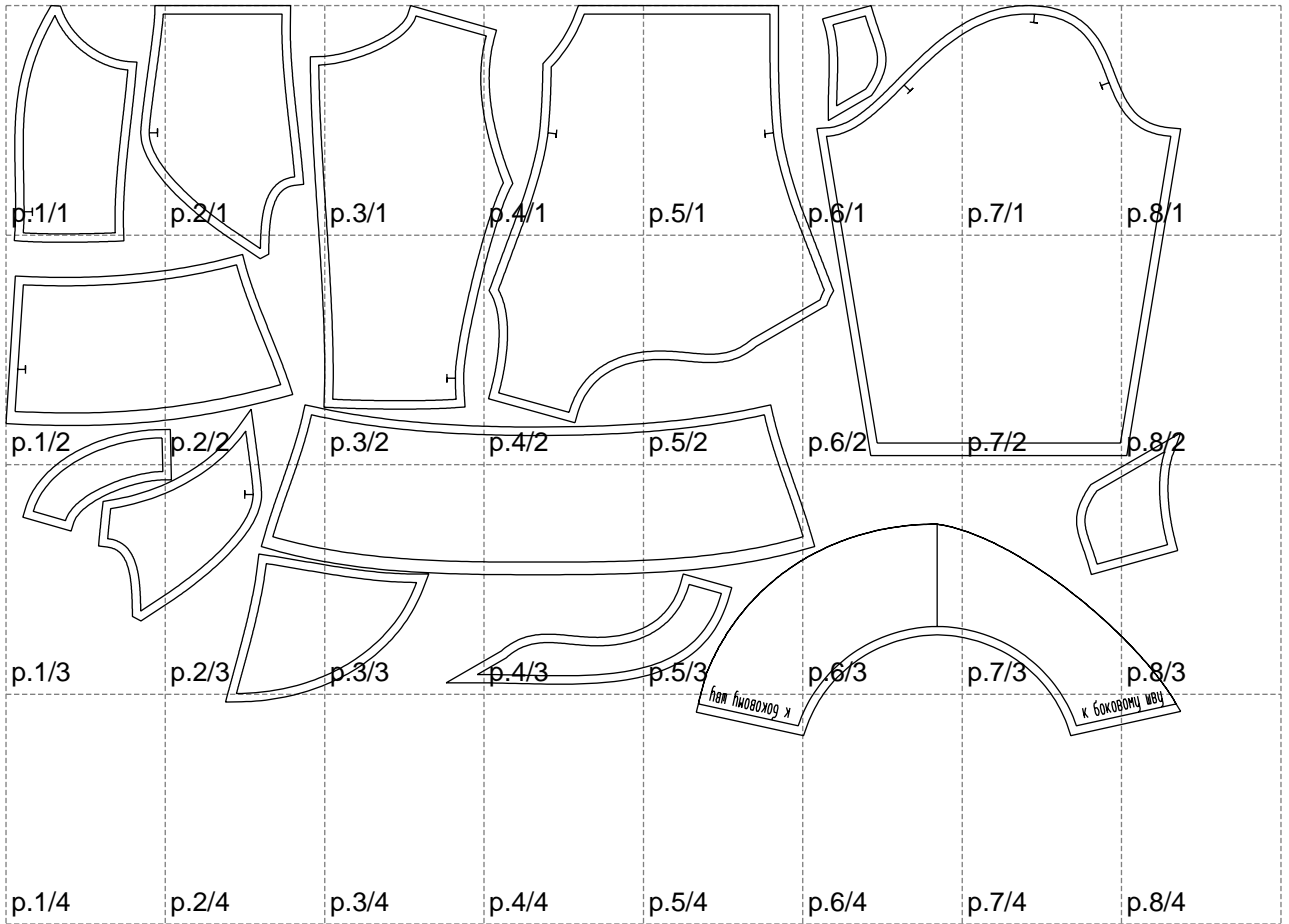 p.1/1 p.2/1 p.3/1 p.4/1 p.5/1 p.6/1 p.7/1 p.8/1
p.1/2 p.2/2 p.3/2 p.4/2 p.5/2 p.6/2 p.7/2 p.8/2
p.1/3 p.2/3 p.3/3 p.4/3 p.5/3 p.6/3 p.7/3 p.8/3
к боковому шву
к боковому шву
p.1/4 p.2/4 p.3/4 p.4/4 p.5/4 p.6/4 p.7/4 p.8/4